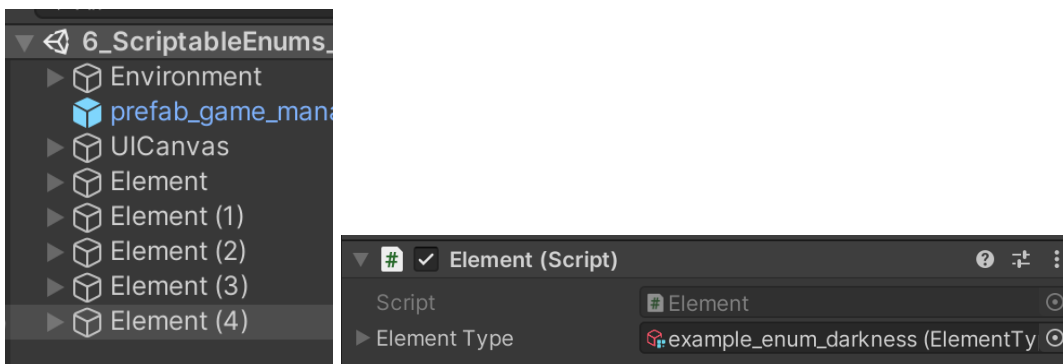 6_ScriptableEnums_
Environment
prefab_game_mana
UICanvas
Element
Element (1)
Element (2)
Element (3)
Element (4)
Element (Script)
Script
Element
Element Type
example_enum_darkness (ElementTy